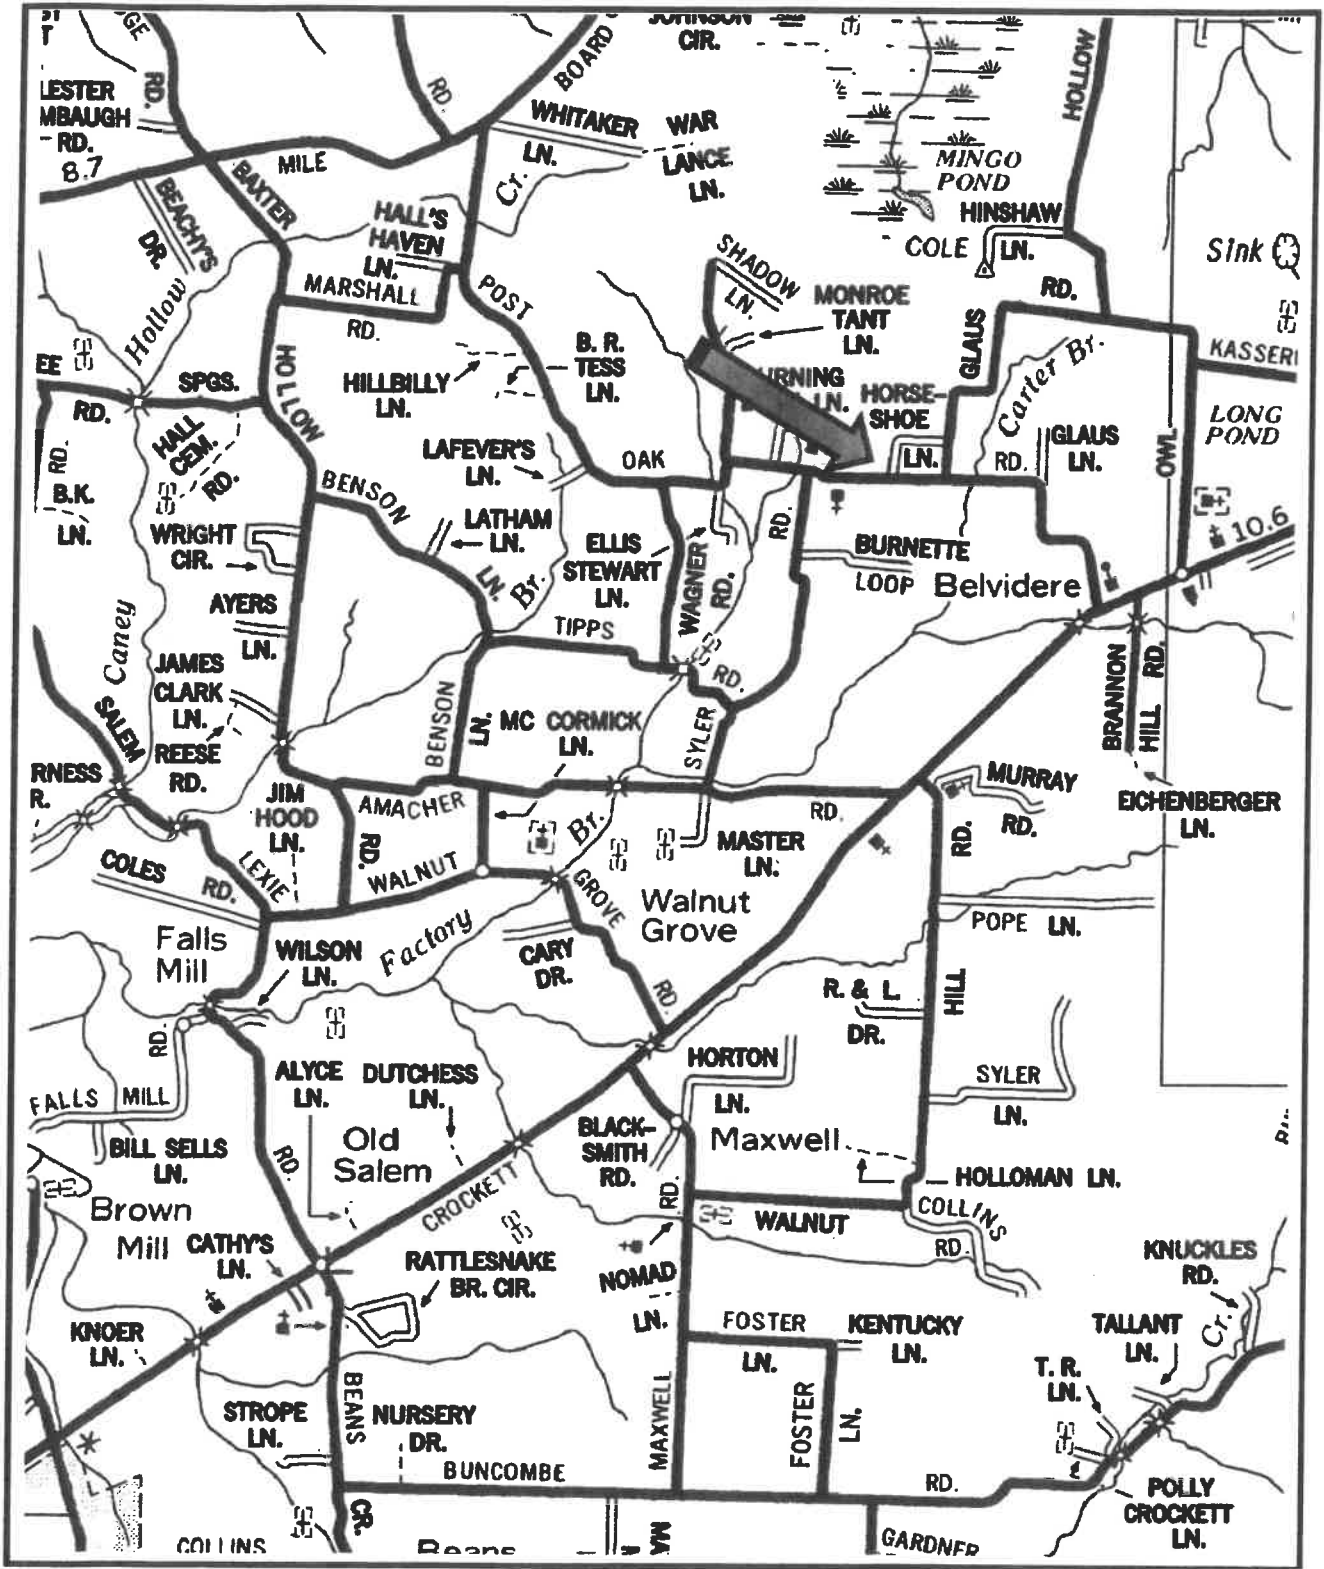 JOHNSON
CIR.
RD.
RD.
BOARD
HOLLOW
LESTER
MBAUGH
RD.
8.7
MILE
BAXTER
WHITAKER
LN.
WAR
LANCE
LN.
Cr.
MINGO
POND
HINSHAW
LN.
COLE
Sink
BEACHY'S
DR.
HALL'S
HAVEN
LN.
MARSHALL
RD.
Hollow
POST
SHADOW
LN.
MONROE
TANT
LN.
RD.
GLAUS
Carter Br.
KASSER
EE
RD.
SPGS.
HOLLOW
HILLBILLY
LN.
B. R.
TESS
LN.
URNING
LN.
HORSE-
SHOE
LN.
LONG
POND
HALL
CEM.
RD.
LAFEVER'S
LN.
OAK
RD.
GLAUS
LN.
OWL
RD.
B.K.
LN.
BENSON
LN.
LATHAM
LN.
WRIGHT
CIR.
ELLIS
STEWART
LN.
WAGNER
RD.
RD.
BURNETTE
LOOP
Belvidere
10.6
Br.
AYERS
LN.
TIPPS
RD.
Caney
JAMES
CLARK
LN.
REESE
RD.
SALEM
BENSON
LN.
MC CORMICK
LN.
SYLER
BRANNON
HILL RD.
RNESS
R.
JIM
HOOD
LN.
AMACHER
RD.
RD.
MURRAY
RD.
EICHENBERGER
LN.
COLES
RD.
LEXIE
WALNUT
GROVE
RD.
Br.
MASTER
LN.
RD.
HILL
Walnut
Grove
POPE LN.
Falls
Mill
WILSON
LN.
Factory
CARY
DR.
R. & L.
DR.
RD.
HORTON
LN.
SYLER
LN.
FALLS MILL
BILL SELLS
LN.
ALYCE
LN.
DUTCHESS
LN.
Old
Salem
RD.
BLACK-
SMITH
RD.
Maxwell
HOLLOMAN LN.
CROCKETT
Brown
Mill
CATHY'S
LN.
RATTLESNAKE
BR. CIR.
RD.
WALNUT
COLLINS
RD.
NOMAD
LN.
KNUCKLES
RD.
KNOER
LN.
FOSTER
LN.
KENTUCKY
LN.
TALLANT
LN.
Cr.
T. R.
LN.
STROPE
LN.
BEANS
NURSERY
DR.
MAXWELL
FOSTER
LN.
BUNCOMBE
RD.
POLLY
CROCKETT
LN.
CR.
COLLINS
Beans
MA
GARDNER